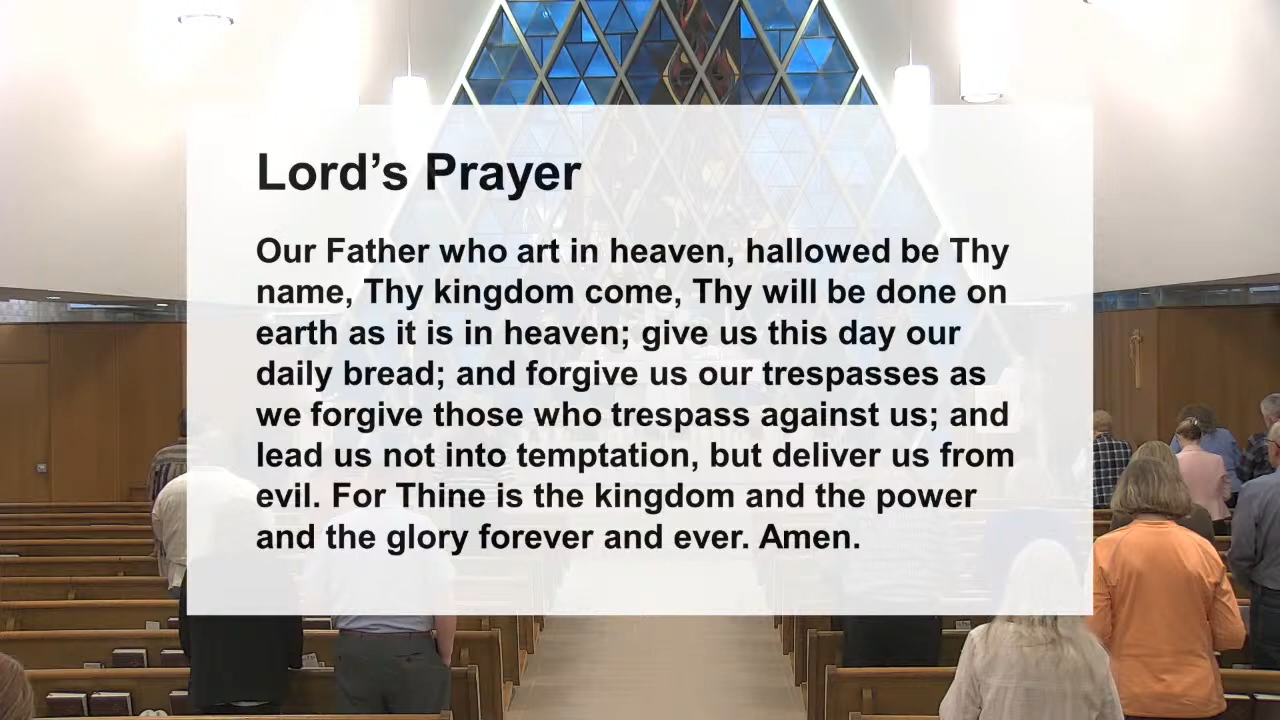 Lord’s Prayer
Our Father who art in heaven, hallowed be Thy
name, Thy kingdom come, Thy will be done on
earth as it is in heaven; give us this day our
daily bread; and forgive us our trespasses as
we forgive those who trespass against us; and
lead us not into temptation, but deliver us from
evil. For Thine is the kingdom and the power
and the glory forever and ever. Amen.